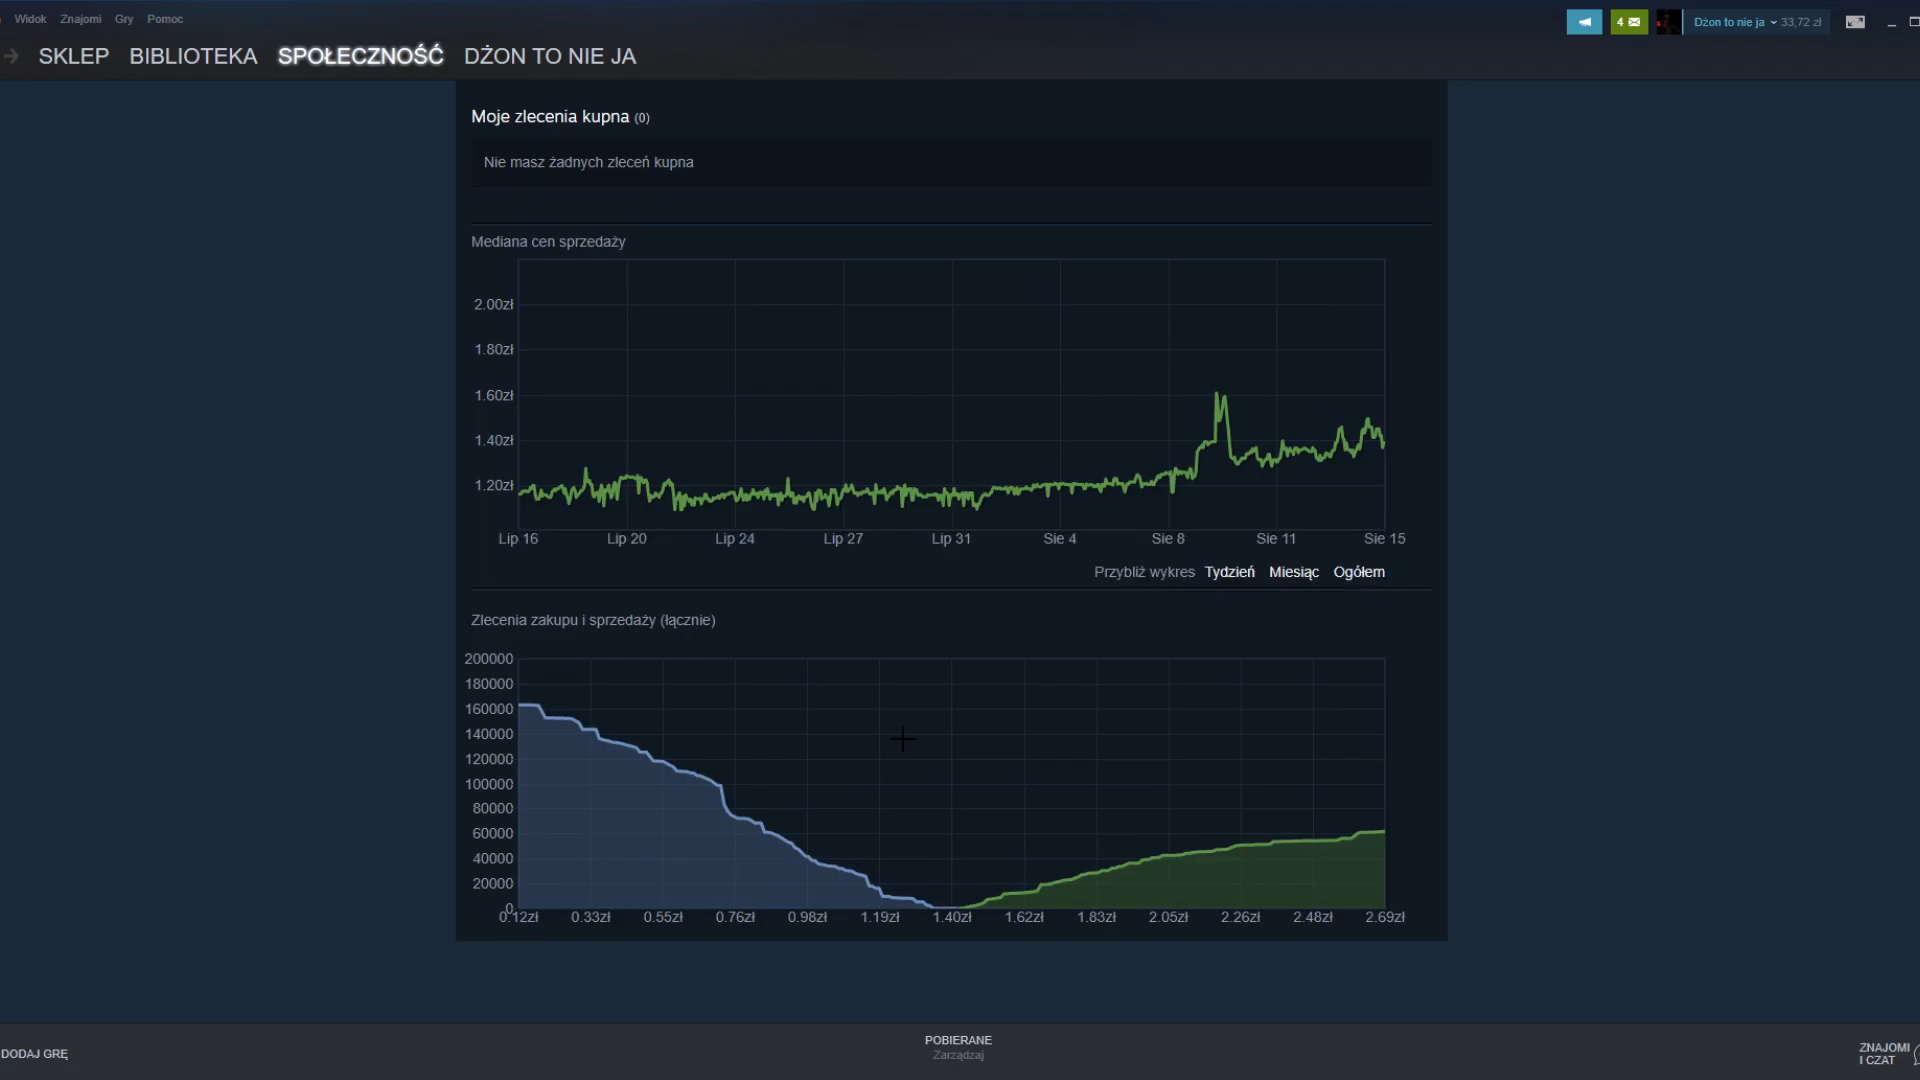 Widok Znajomi Gry Pomoc
4 Dżon to nie ja 33,72 zł
SKLEP BIBLIOTEKA SPOŁECZNOŚĆ DŻON TO NIE JA
Moje zlecenia kupna (0)
Nie masz żadnych zleceń kupna
Mediana cen sprzedaży
2.00zł
1.80zł
1.60zł
1.40zł
1.20zł
Lip 16 Lip 20 Lip 24 Lip 27 Lip 31 Sie 4 Sie 8 Sie 11 Sie 15
Przybliż wykres Tydzień Miesiąc Ogółem
Zlecenia zakupu i sprzedaży (łącznie)
200000
180000
160000
140000
120000
100000
80000
60000
40000
20000
0
0.12zł 0.33zł 0.55zł 0.76zł 0.98zł 1.19zł 1.40zł 1.62zł 1.83zł 2.05zł 2.26zł 2.48zł 2.69zł
DODAJ GRĘ
POBIERANE
Zarządzaj
ZNAJOMI
I CZAT